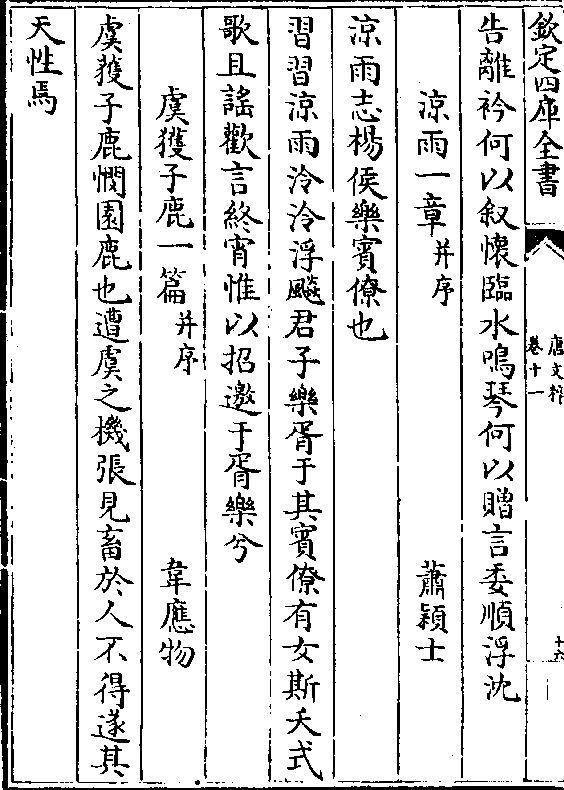 欽定四庫全書
唐文粹
卷十一
十六
告離衿何以叙懷臨水鳴琴何以贈言委順浮沈
涼雨一章并序 蕭穎士
涼雨志楊侯樂賓僚也
習習涼雨泠泠浮飈君子樂胥于其賓僚有女斯夭式
歌且謠歡言終宵惟以招邀于胥樂兮
虞獲子鹿一篇并序 韋應物
虞獲子鹿憫園鹿也遭虞之機張見畜於人不得遂其
天性焉